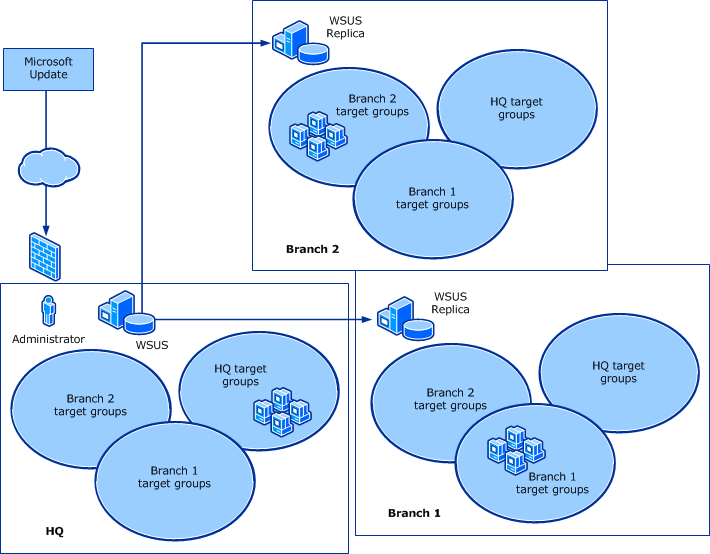 Microsoft
Update
WSUS
Replica
Branch 2
target groups
HQ target
groups
Branch 1
target groups
Branch 2
Administrator
WSUS
HQ target
groups
Branch 2
target groups
Branch 1
target groups
HQ
WSUS
Replica
HQ target
groups
Branch 2
target groups
Branch 1
target groups
Branch 1